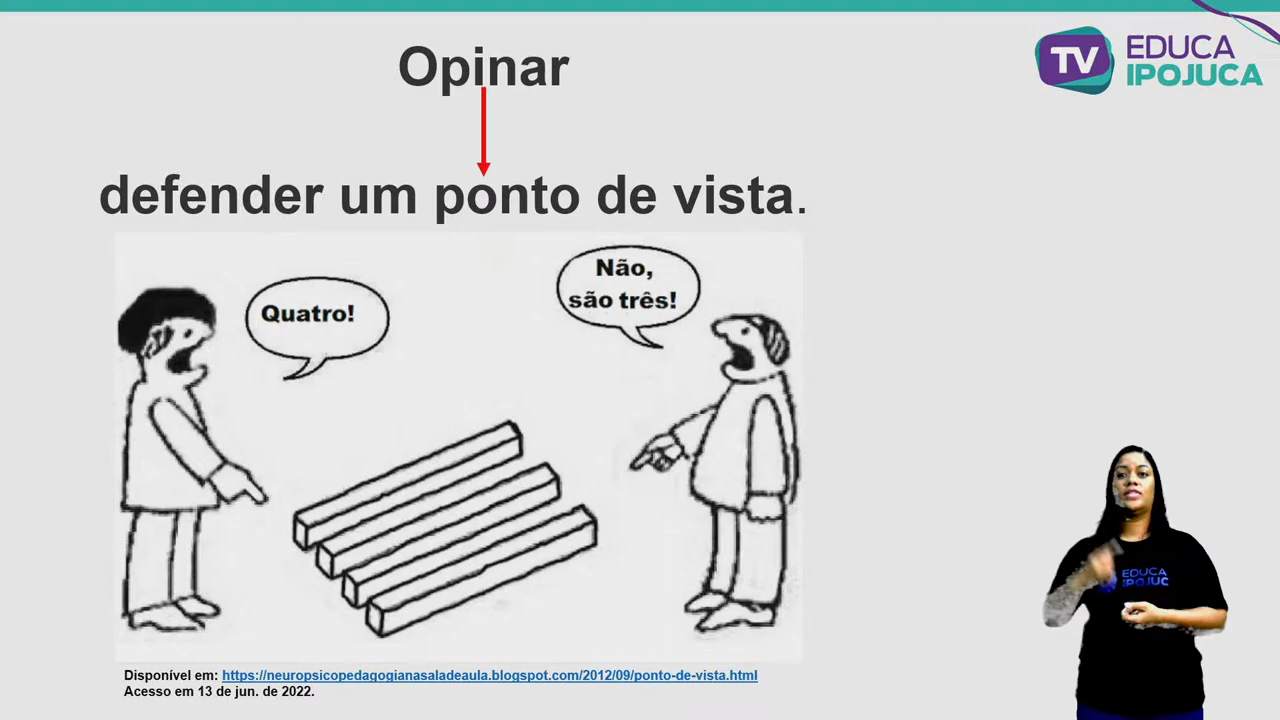 Opinar
TV EDUCA
IPOJUCA
defender um ponto de vista.
Quatro!
Não,
são três!
EDUCA
IPOJUC
Disponível em: https://neuropsicopedagogianasaladeaula.blogspot.com/2012/09/ponto-de-vista.html
Acesso em 13 de jun. de 2022.